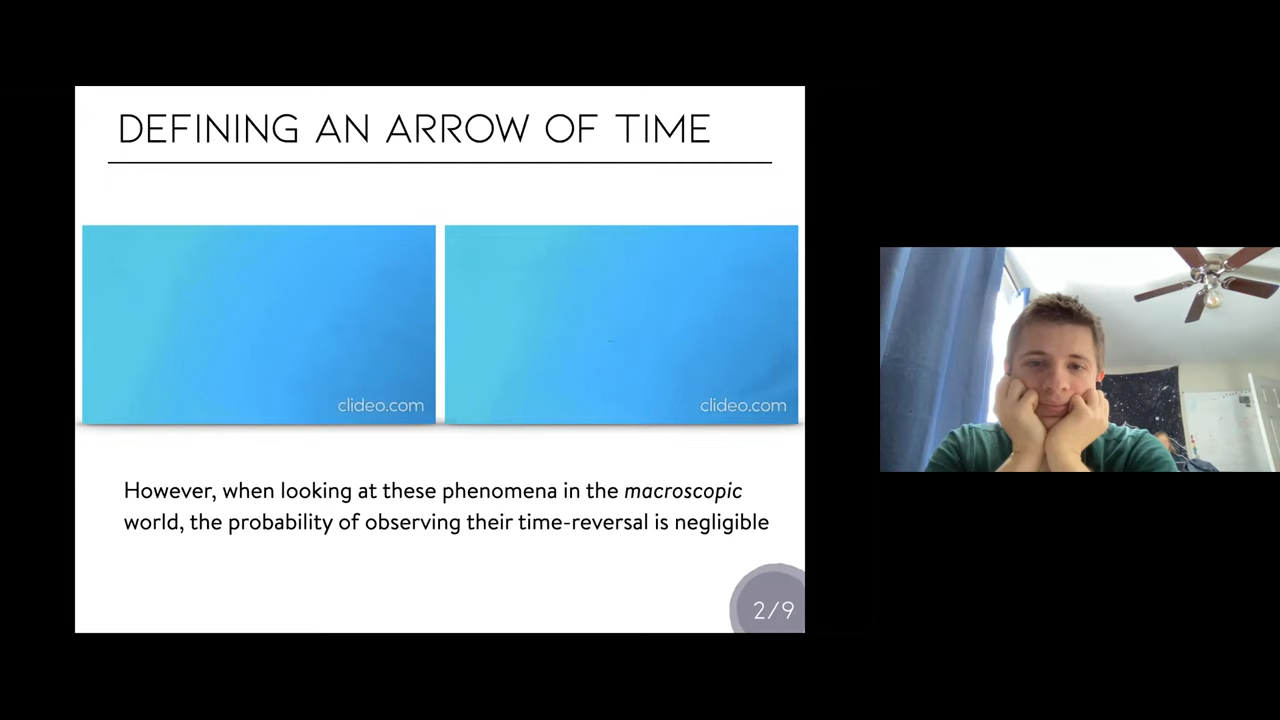 DEFINING AN ARROW OF TIME
clideo.com
clideo.com
However, when looking at these phenomena in the macroscopic
world, the probability of observing their time-reversal is negligible
2/9